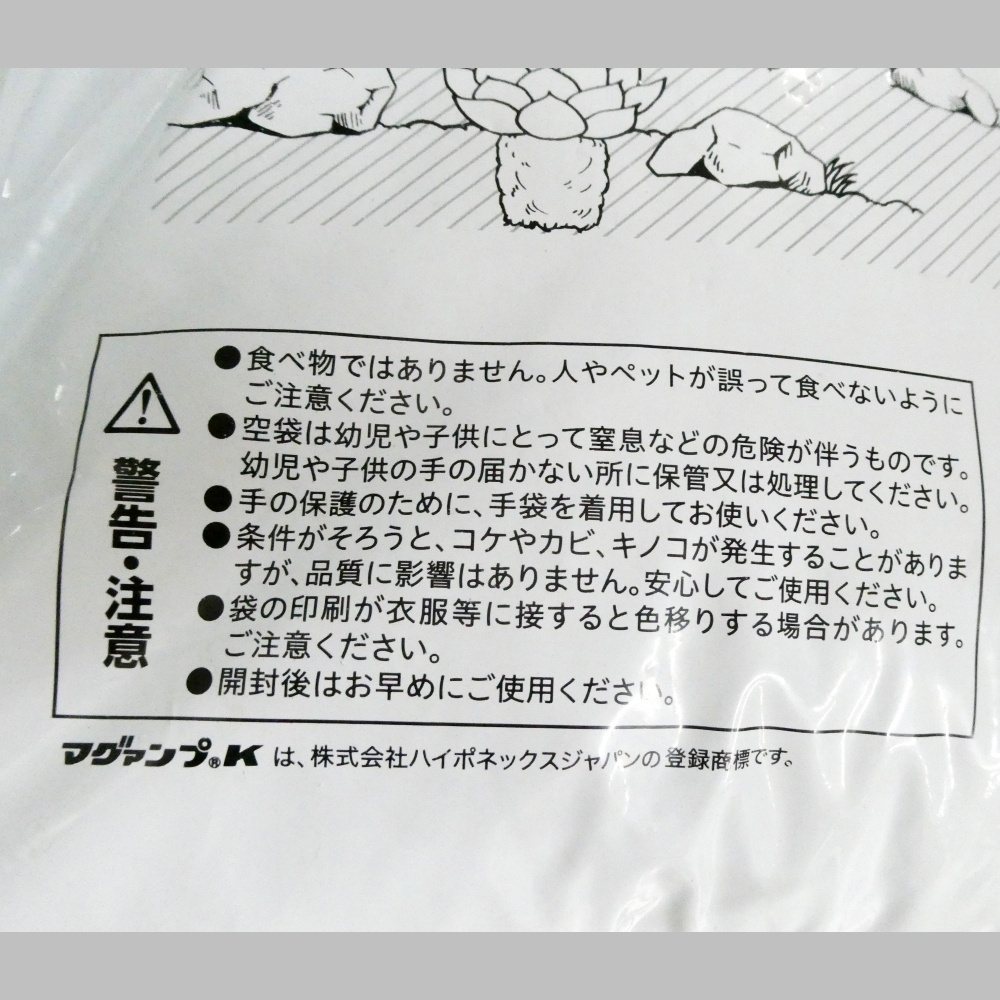 警告・注意
●食べ物ではありません。人やペットが誤って食べないように
ご注意ください。
●空袋は幼児や子供にとって窒息などの危険が伴うものです。
幼児や子供の手の届かない所に保管又は処理してください。
●手の保護のために、手袋を着用してお使いください。
●条件がそろうと、コケやカビ、キノコが発生することがありま
すが、品質に影響はありません。安心してご使用ください。
●袋の印刷が衣服等に接すると色移りする場合があります。
ご注意ください。
●開封後はお早めにご使用ください。
マグァンプ®K は、株式会社ハイポネックスジャパンの登録商標です。